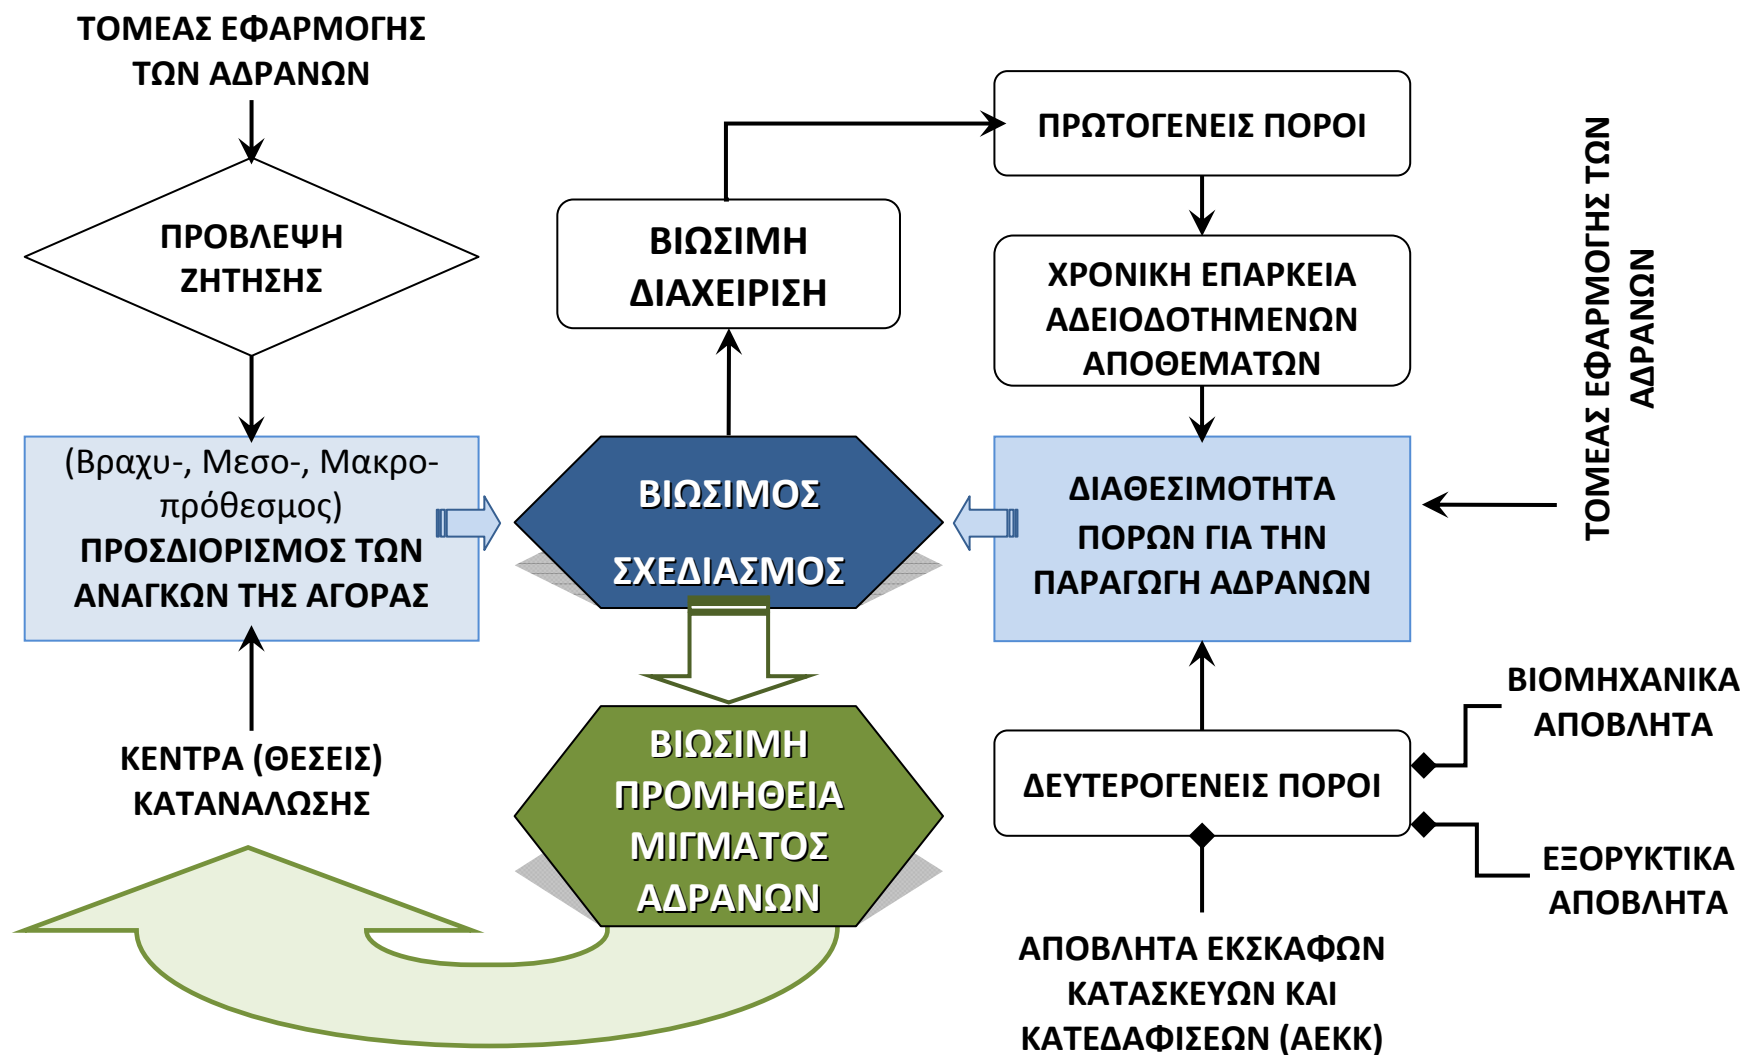 ΤΟΜΕΑΣ ΕΦΑΡΜΟΓΗΣ
ΤΩΝ ΑΔΡΑΝΩΝ
ΠΡΟΒΛΕΨΗ
ΖΗΤΗΣΗΣ
(Βραχυ-, Μεσο-, Μακρο-
πρόθεσμος)
ΠΡΟΣΔΙΟΡΙΣΜΟΣ ΤΩΝ
ΑΝΑΓΚΩΝ ΤΗΣ ΑΓΟΡΑΣ
ΚΕΝΤΡΑ (ΘΕΣΕΙΣ)
ΚΑΤΑΝΑΛΩΣΗΣ
ΒΙΩΣΙΜΗ
ΔΙΑΧΕΙΡΙΣΗ
ΒΙΩΣΙΜΟΣ
ΣΧΕΔΙΑΣΜΟΣ
ΒΙΩΣΙΜΗ
ΠΡΟΜΗΘΕΙΑ
ΜΙΓΜΑΤΟΣ
ΑΔΡΑΝΩΝ
ΠΡΩΤΟΓΕΝΕΙΣ ΠΟΡΟΙ
ΧΡΟΝΙΚΗ ΕΠΑΡΚΕΙΑ
ΑΔΕΙΟΔΟΤΗΜΕΝΩΝ
ΑΠΟΘΕΜΑΤΩΝ
ΔΙΑΘΕΣΙΜΟΤΗΤΑ
ΠΟΡΩΝ ΓΙΑ ΤΗΝ
ΠΑΡΑΓΩΓΗ ΑΔΡΑΝΩΝ
ΔΕΥΤΕΡΟΓΕΝΕΙΣ ΠΟΡΟΙ
ΑΠΟΒΛΗΤΑ ΕΚΣΚΑΦΩΝ
ΚΑΤΑΣΚΕΥΩΝ ΚΑΙ
ΚΑΤΕΔΑΦΙΣΕΩΝ (ΑΕΚΚ)
ΤΟΜΕΑΣ ΕΦΑΡΜΟΓΗΣ ΤΩΝ
ΑΔΡΑΝΩΝ
ΒΙΟΜΗΧΑΝΙΚΑ
ΑΠΟΒΛΗΤΑ
ΕΞΟΡΥΚΤΙΚΑ
ΑΠΟΒΛΗΤΑ